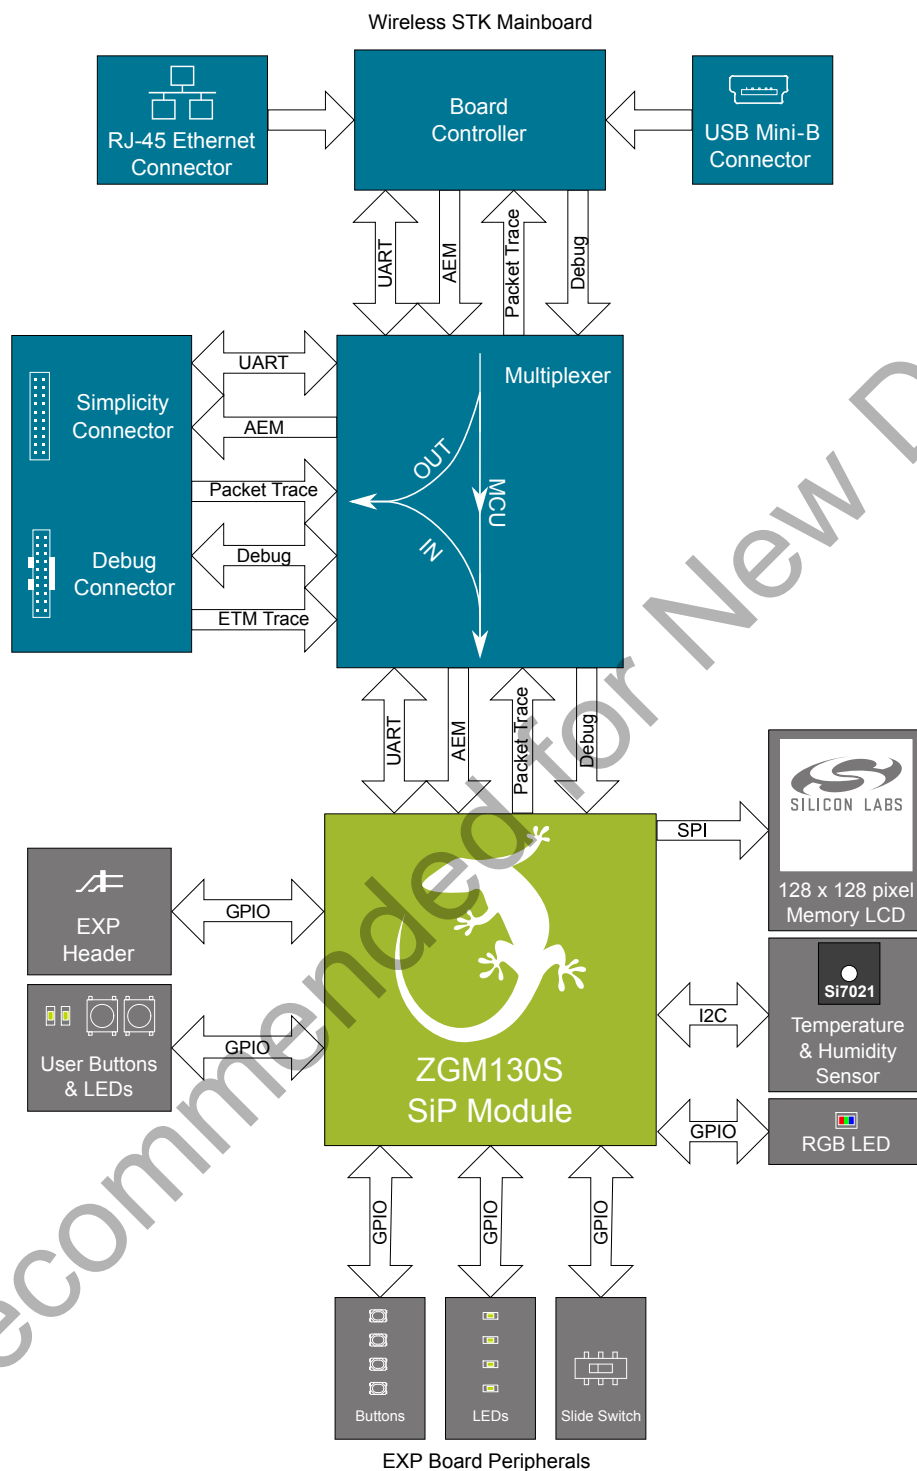 Wireless STK Mainboard
RJ-45 Ethernet
Connector
Board
Controller
USB Mini-B
Connector
UART
AEM
Packet Trace
Debug
Simplicity
Connector
Debug
Connector
UART
AEM
Packet Trace
Debug
ETM Trace
Multiplexer
OUT
IN
MCU
UART
AEM
Packet Trace
Debug
SPI
SILICON LABS
128 x 128 pixel
Memory LCD
EXP
Header
GPIO
User Buttons
& LEDs
GPIO
ZGM130S
SiP Module
I2C
Si7021
Temperature
& Humidity
Sensor
GPIO
RGB LED
GPIO
GPIO
GPIO
Buttons
LEDs
Slide Switch
EXP Board Peripherals
ecommended for New D